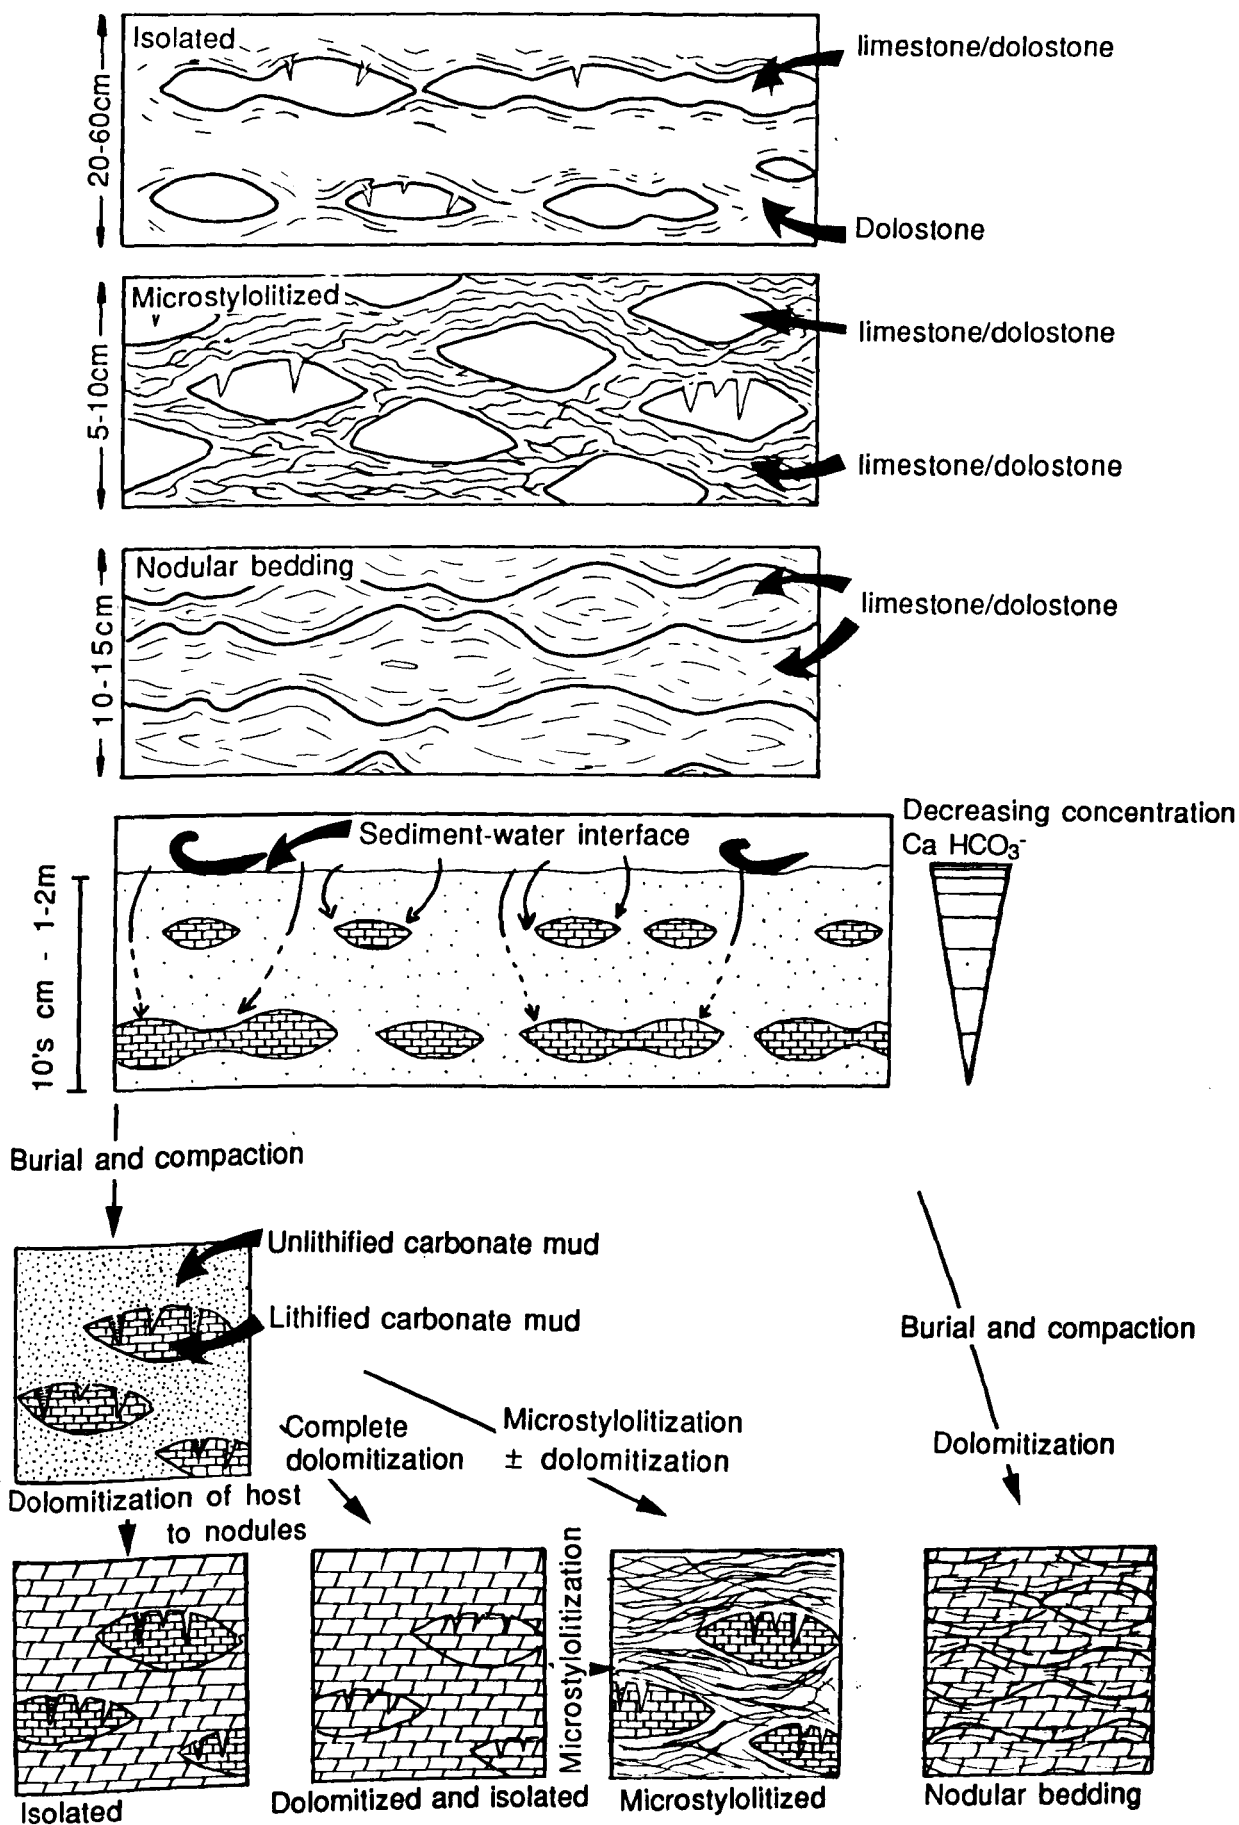 Isolated
limestone/dolostone
20-60cm
Dolostone
Microstylolitized
limestone/dolostone
5-10cm
limestone/dolostone
Nodular bedding
limestone/dolostone
10-15cm
Decreasing concentration
Ca HCO₃⁻
Sediment-water interface
10's cm - 1-2m
Burial and compaction
Unlithified carbonate mud
Lithified carbonate mud
Burial and compaction
Complete
dolomitization
Microstylolitization
± dolomitization
Dolomitization
Dolomitization of host
to nodules
Microstylolitization
Isolated
Dolomitized and isolated
Microstylolitized
Nodular bedding